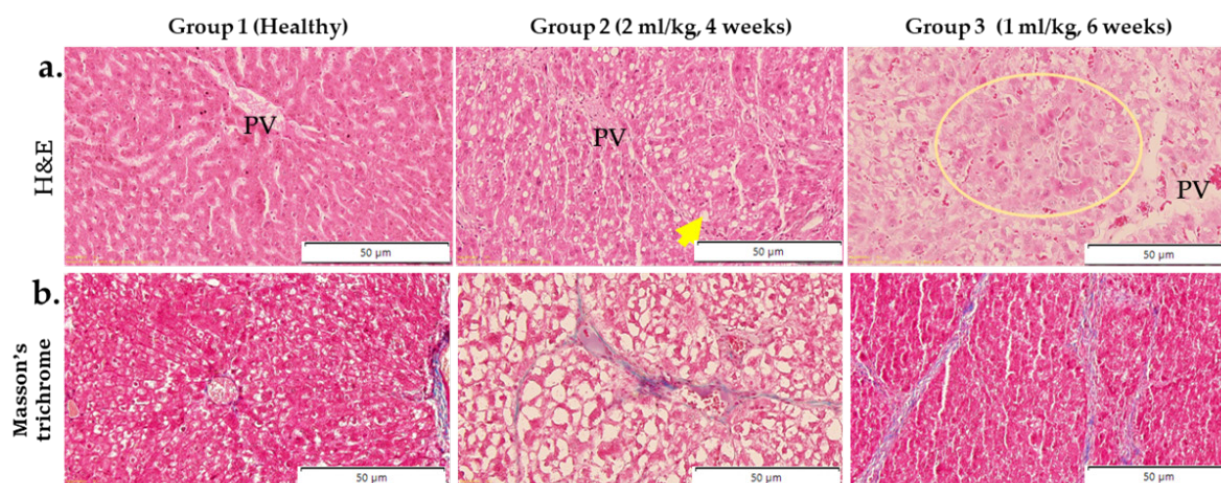 Group 1 (Healthy)
Group 2 (2 ml/kg, 4 weeks)
Group 3 (1 ml/kg, 6 weeks)
a.
H&E
PV
PV
PV
50 µm
50 µm
50 µm
b.
Masson's
trichrome
50 µm
50 µm
50 µm